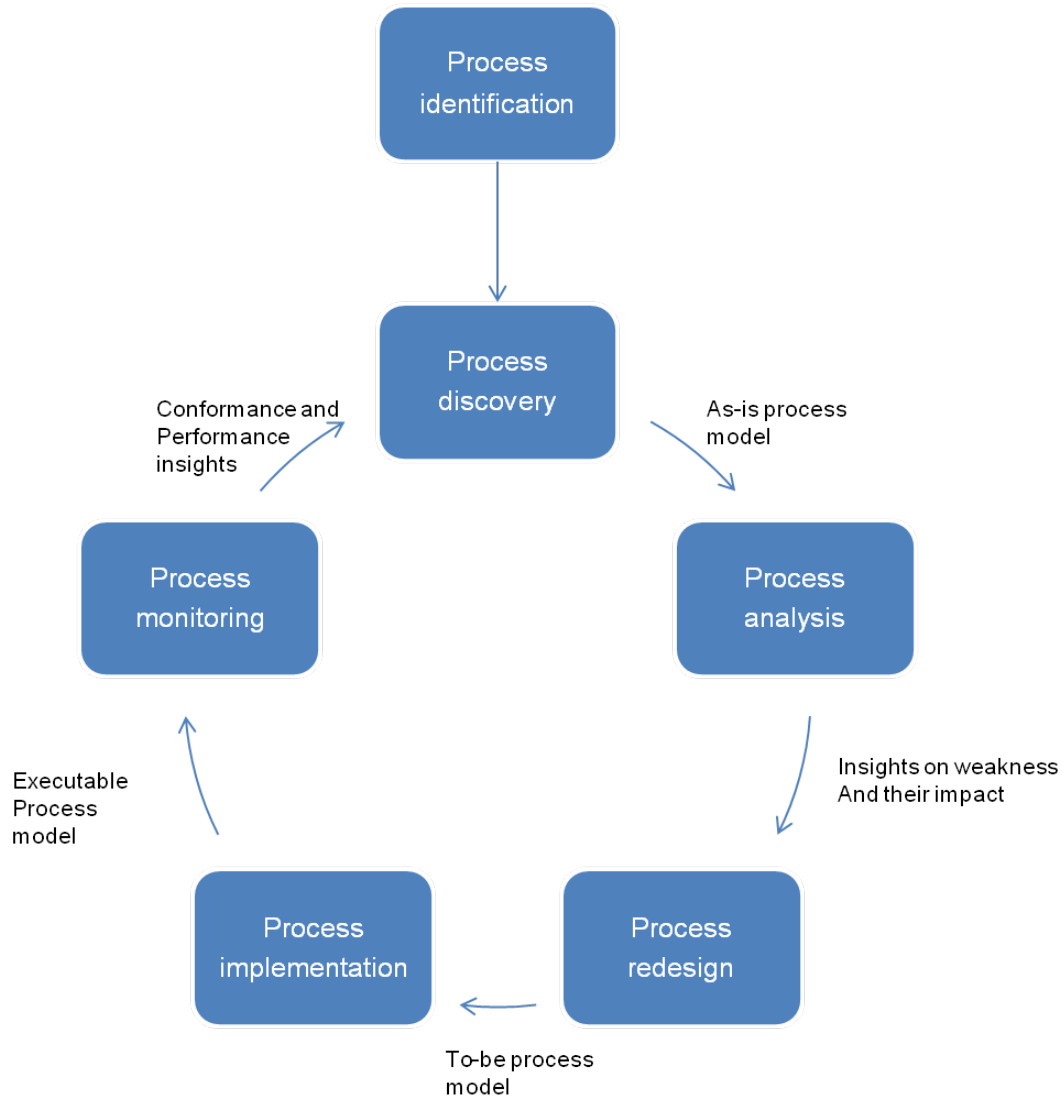 Process
identification
Process
discovery
Conformance and
Performance
insights
As-is process
model
Process
monitoring
Process
analysis
Executable
Process
model
Insights on weakness
And their impact
Process
implementation
Process
redesign
To-be process
model